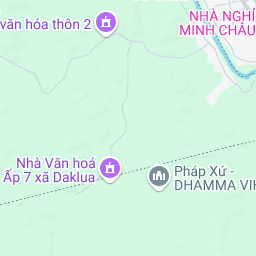 văn hóa thôn 2
NHÀ NGHỈ
MINH CHÂU
Nhà Văn hoá
Ấp 7 xã Daklua
Pháp Xứ -
DHAMMA VIH